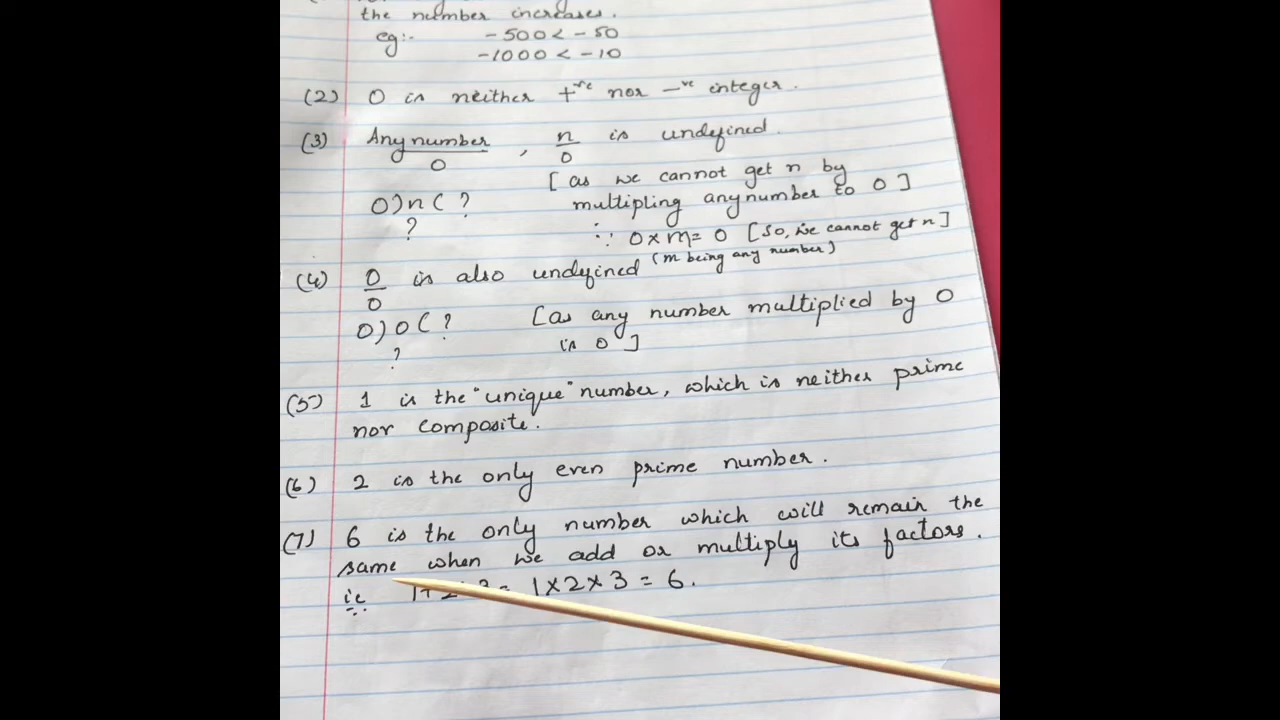 the number increases.
eg:- -500 < -50
-1000 < -10
(2) 0 is neither +ve nor -ve integer.
(3) Any number / 0 , n/0 is undefined.
[as we cannot get n by
0)n( ? multipling any number to 0]
? ∵ 0×m=0 [So, we cannot get n]
(m being any number)
(4) 0/0 is also undefined
0)0( ? [as any number multiplied by 0
? is 0]
(5) 1 is the "unique" number, which is neither prime
nor composite.
(6) 2 is the only even prime number.
(7) 6 is the only number which will remain the
same when we add or multiply its factors.
ie 1+2+3 = 1×2×3 = 6.